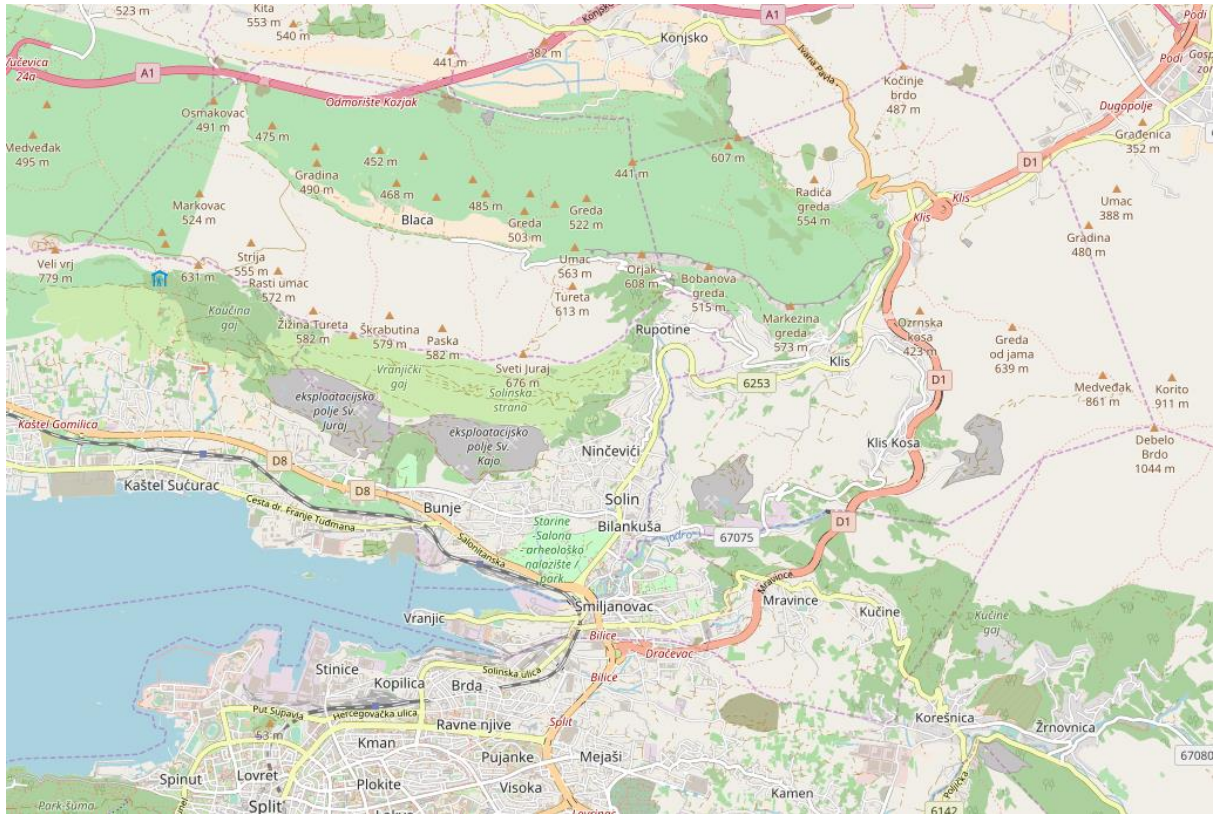 523 m
Kita
553 m
540 m
Vučevica
24a
A1
441 m
382 m
Konjsko
Konjsko
A1
Ivana Pavla
Kočinje
brdo
487 m
Podi
Podi
Dugopolje
Građenica
352 m
Odmorište Kozjak
Osmakovac
491 m
475 m
Medveđak
495 m
Gradina
490 m
452 m
468 m
485 m
441 m
607 m
Radića
greda
554 m
D1
Klis
Klis
Umac
388 m
Gradina
480 m
Markovac
524 m
Blaca
Greda
503 m
Greda
522 m
Veli vrj
779 m
631 m
Strija
555 m
Rasti umac
572 m
Umac
563 m
Tureta
613 m
Orjak
608 m
Bobanova
greda
515 m
Markezina
greda
573 m
Ozrnska
kosa
423 m
Greda
od jama
639 m
Kaučina
gaj
Žižina Tureta
582 m
Škrabutina
579 m
Paska
582 m
Rupotine
Klis
Vranjički
gaj
Sveti Juraj
676 m
Solinska
strana
6253
D1
Medveđak
861 m
Korito
911 m
Debelo
Brdo
1044 m
eksploatacijsko
polje Sv.
Juraj
eksploatacijsko
polje Sv.
Kajo
Kaštel Gomilica
Ninčevići
Klis Kosa
D8
D8
Kaštel Sućurac
Cesta dr. Franje Tuđmana
Bunje
Solin
Bilankuša
Salonitanska
Starine
-Salona
- arheološko
nalazište /
park
Jadro
67075
D1
Mravince
Mravince
Smiljanovac
Vranjic
Kučine
Kučine
gaj
Bilice
Dračevac
Bilice
Stinice
Solinska ulica
Kopilica
Brda
Put Supavla
Hercegovačka ulica
Ravne njive
Split
53 m
Kman
Pujanke
Mejaši
Korešnica
Žrnovnica
67080
Spinut
Lovret
Plokite
Visoka
Kamen
Poljička
Split
6142
Park-šuma